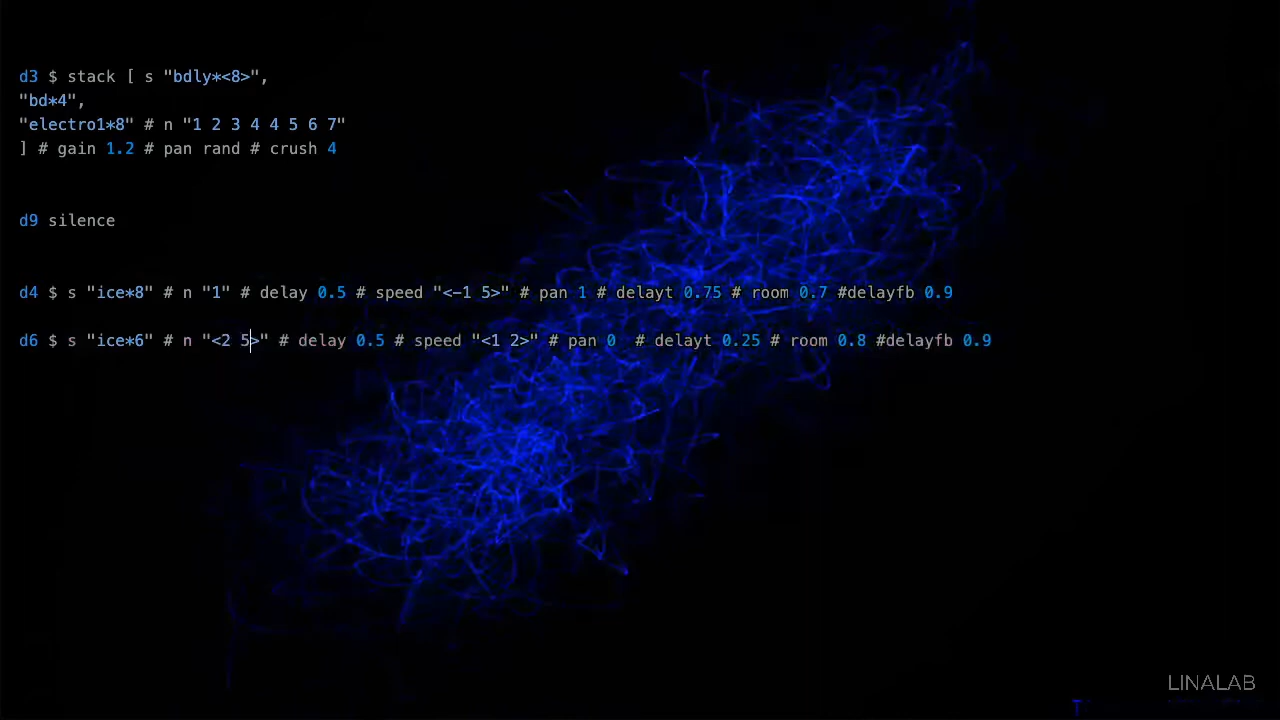 d3 $ stack [ s "bdly*<8>",
"bd*4",
"electro1*8" # n "1 2 3 4 4 5 6 7"
] # gain 1.2 # pan rand # crush 4
d9 silence
d4 $ s "ice*8" # n "1" # delay 0.5 # speed "<-1 5>" # pan 1 # delayt 0.75 # room 0.7 #delayfb 0.9
d6 $ s "ice*6" # n "<2 5>" # delay 0.5 # speed "<1 2>" # pan 0  # delayt 0.25 # room 0.8 #delayfb 0.9
LINALAB